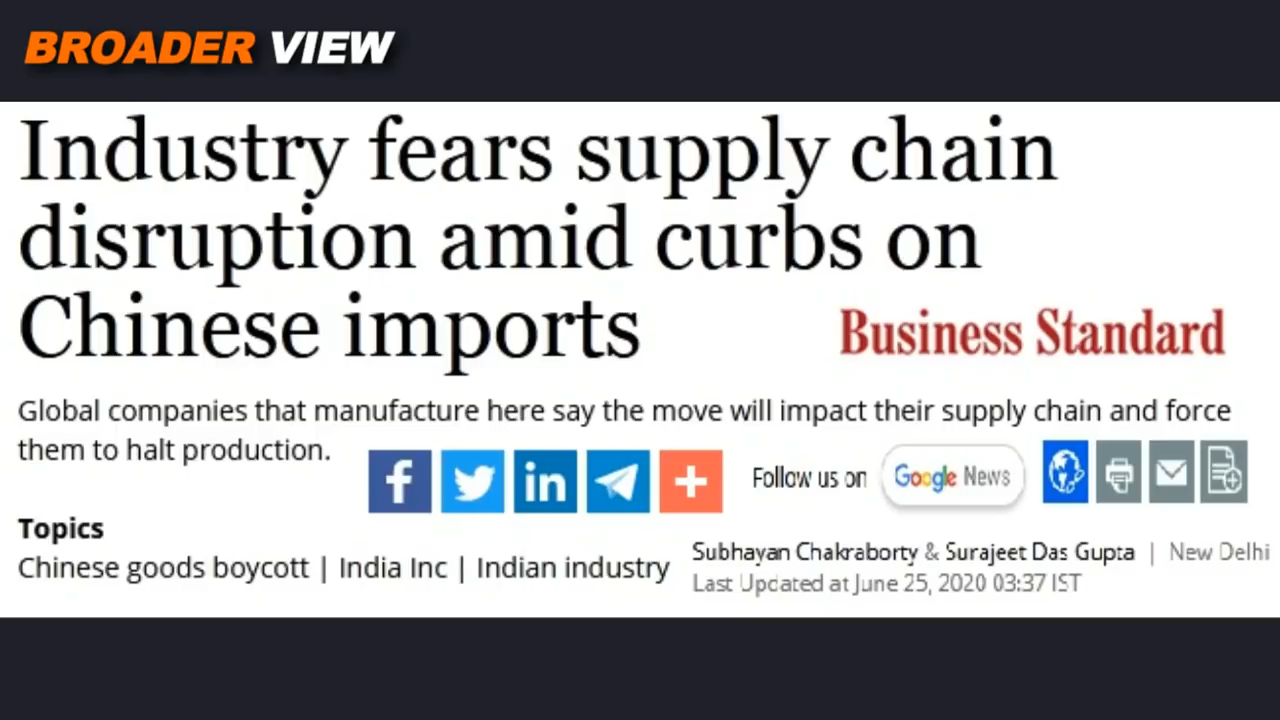 BROADER VIEW
Industry fears supply chain
disruption amid curbs on
Chinese imports
Business Standard
Global companies that manufacture here say the move will impact their supply chain and force
them to halt production.
Follow us on Google News
Topics
Chinese goods boycott | India Inc | Indian industry
Subhayan Chakraborty & Surajeet Das Gupta | New Delhi
Last Updated at June 25, 2020 03:37 IST